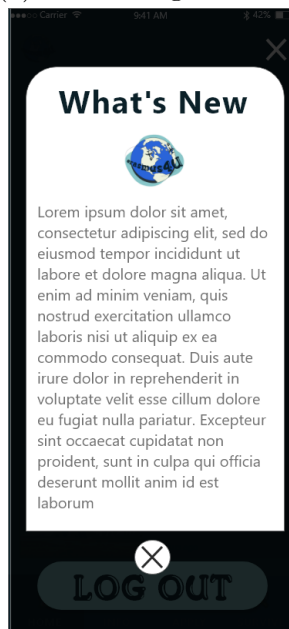 Carrier 9:41 AM 42%
What's New
Lorem ipsum dolor sit amet,
consectetur adipiscing elit, sed do
eiusmod tempor incididunt ut
labore et dolore magna aliqua. Ut
enim ad minim veniam, quis
nostrud exercitation ullamco
laboris nisi ut aliquip ex ea
commodo consequat. Duis aute
irure dolor in reprehenderit in
voluptate velit esse cillum dolore
eu fugiat nulla pariatur. Excepteur
sint occaecat cupidatat non
proident, sunt in culpa qui officia
deserunt mollit anim id est
laborum
LOG OUT